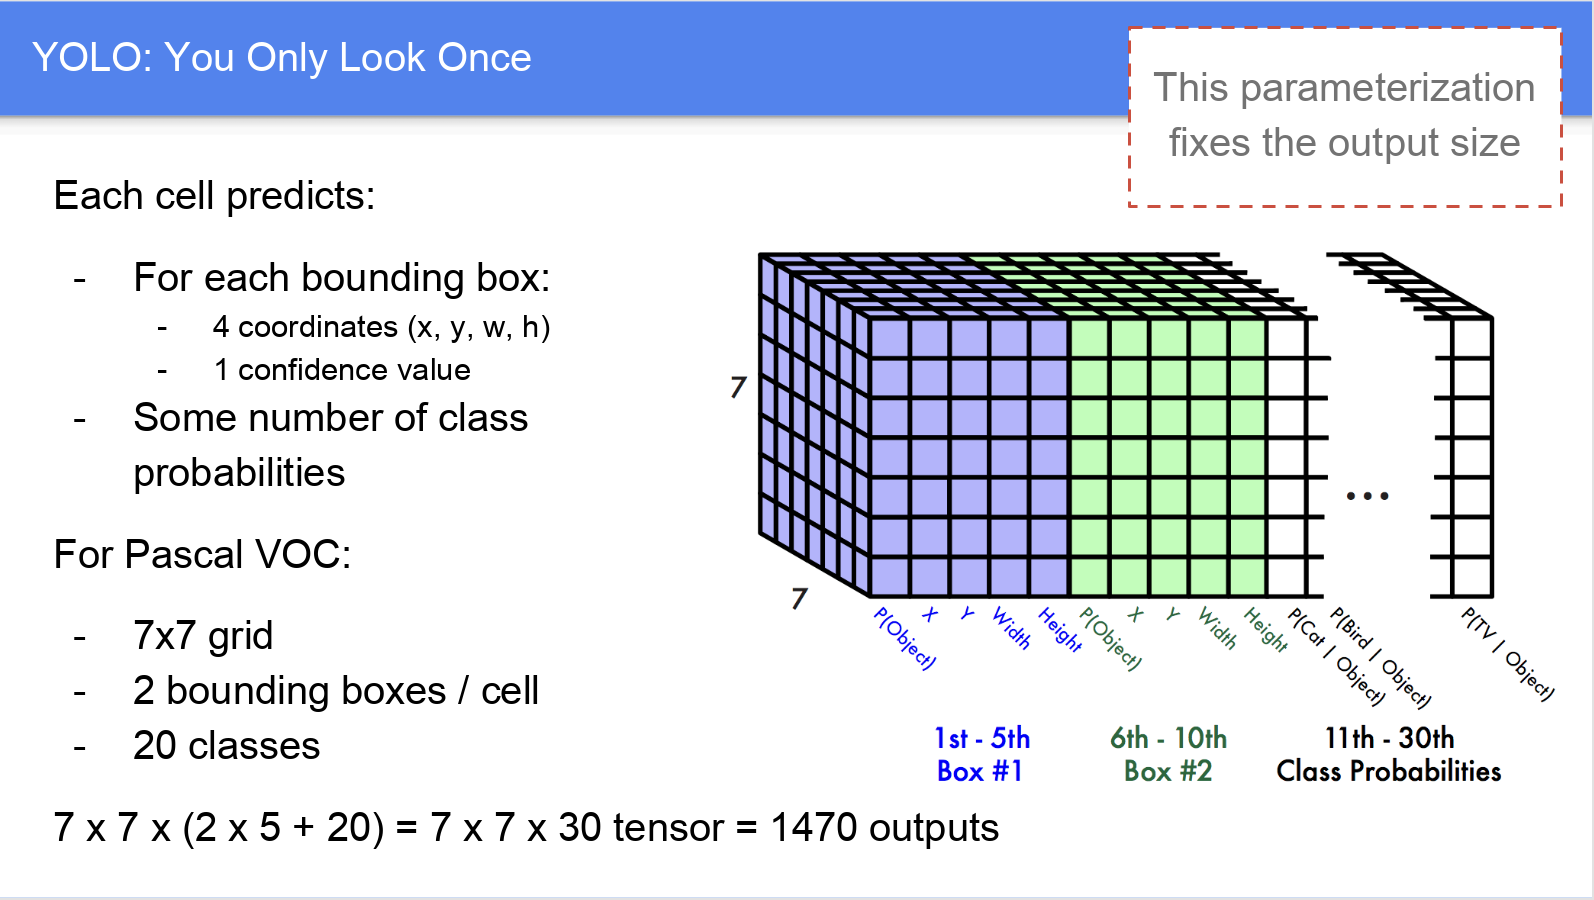 YOLO: You Only Look Once
This parameterization
fixes the output size
Each cell predicts:
- For each bounding box:
- 4 coordinates (x, y, w, h)
- 1 confidence value
- Some number of class
probabilities
For Pascal VOC:
- 7x7 grid
- 2 bounding boxes / cell
- 20 classes
7 x 7 x (2 x 5 + 20) = 7 x 7 x 30 tensor = 1470 outputs
7
7
...
P(Object)
X
Y
Width
Height
P(Object)
X
Y
Width
Height
P(Cat | Object)
P(Bird | Object)
P(TV | Object)
1st - 5th
Box #1
6th - 10th
Box #2
11th - 30th
Class Probabilities